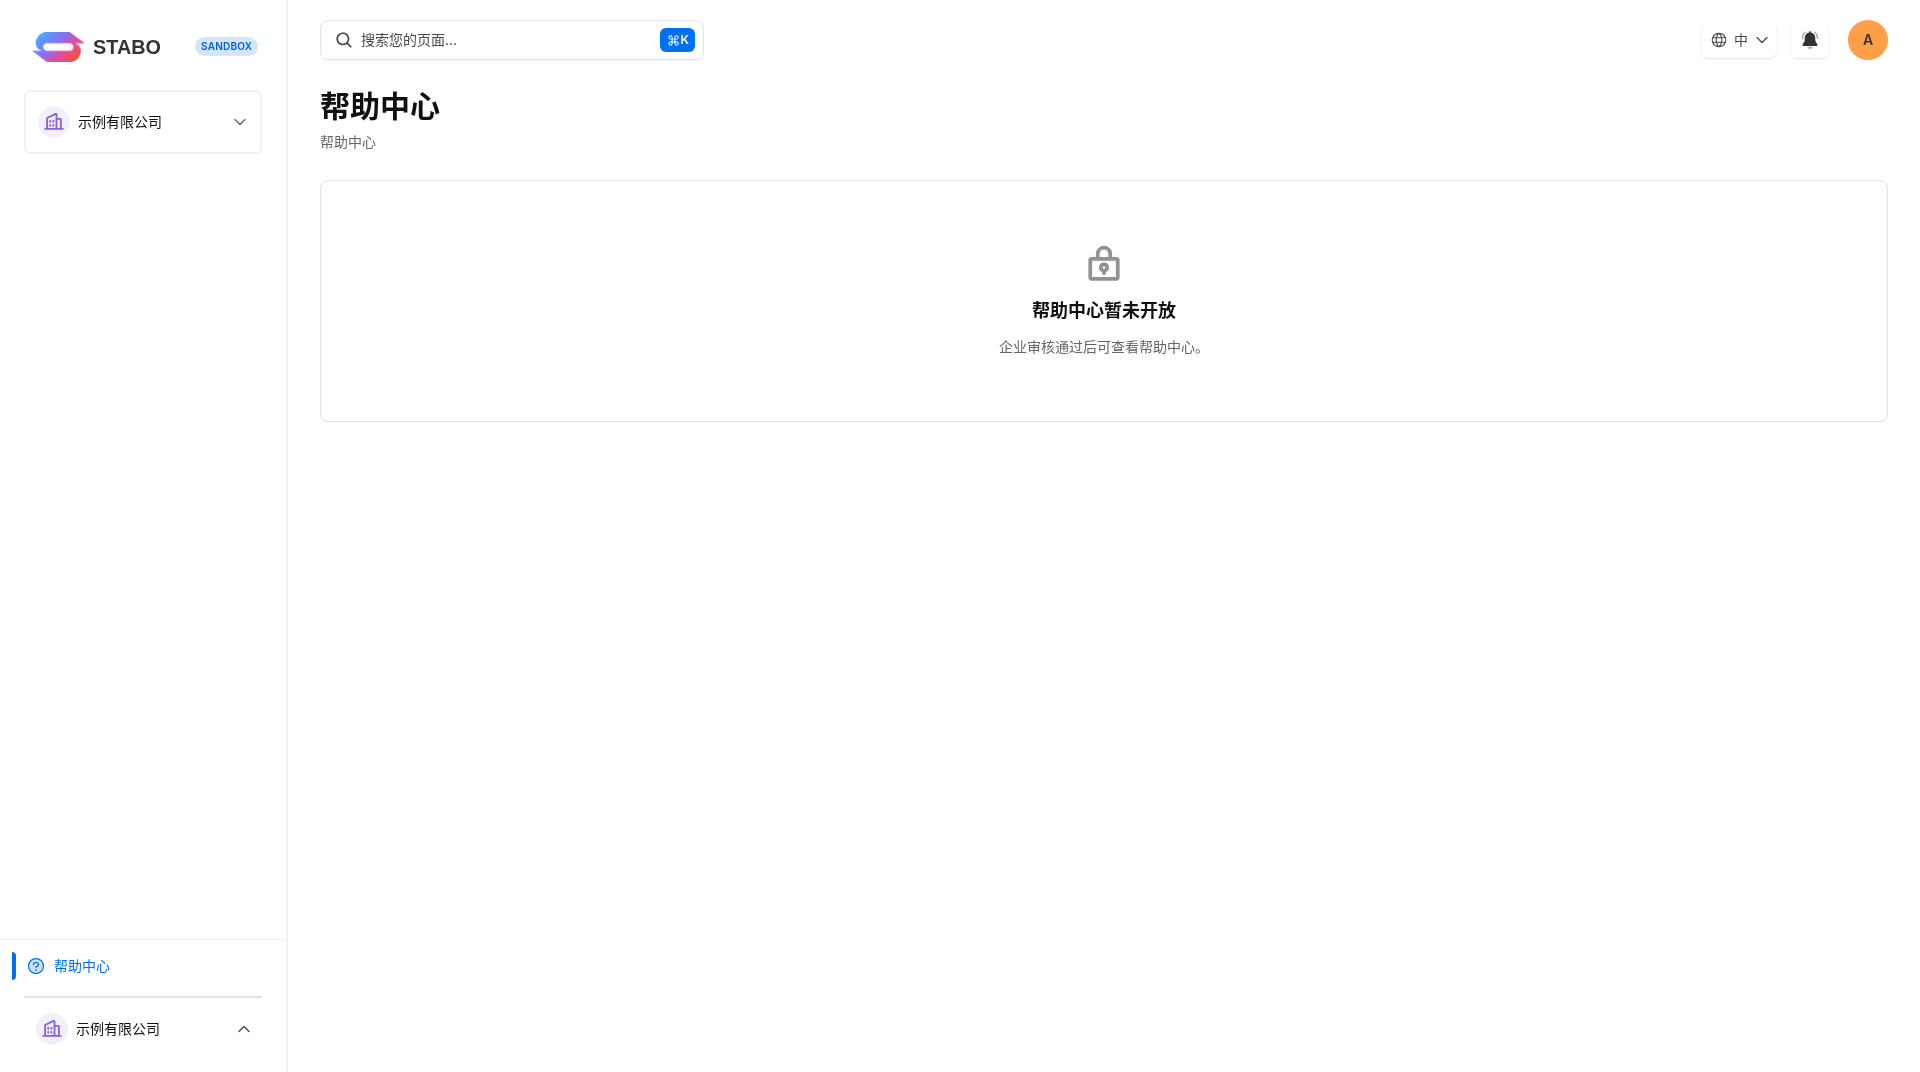 STABO
SANDBOX
示例有限公司
搜索您的页面...
⌘K
中
A
帮助中心
帮助中心
帮助中心暂未开放
企业审核通过后可查看帮助中心。
帮助中心
示例有限公司